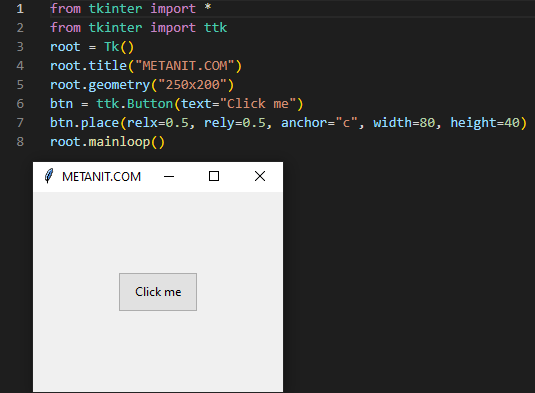 1 from tkinter import *
2 from tkinter import ttk
3 root = Tk()
4 root.title("METANIT.COM")
5 root.geometry("250x200")
6 btn = ttk.Button(text="Click me")
7 btn.place(relx=0.5, rely=0.5, anchor="c", width=80, height=40)
8 root.mainloop()
METANIT.COM
Click me